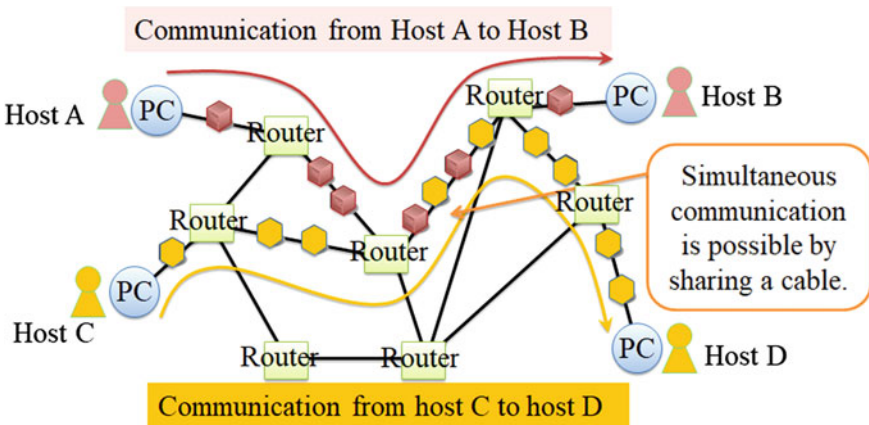 Communication from Host A to Host B
Host A
PC
Router
Router
PC
Host B
Router
Router
Router
Simultaneous
communication
is possible by
sharing a cable.
PC
Host C
Router
Router
PC
Host D
Communication from host C to host D